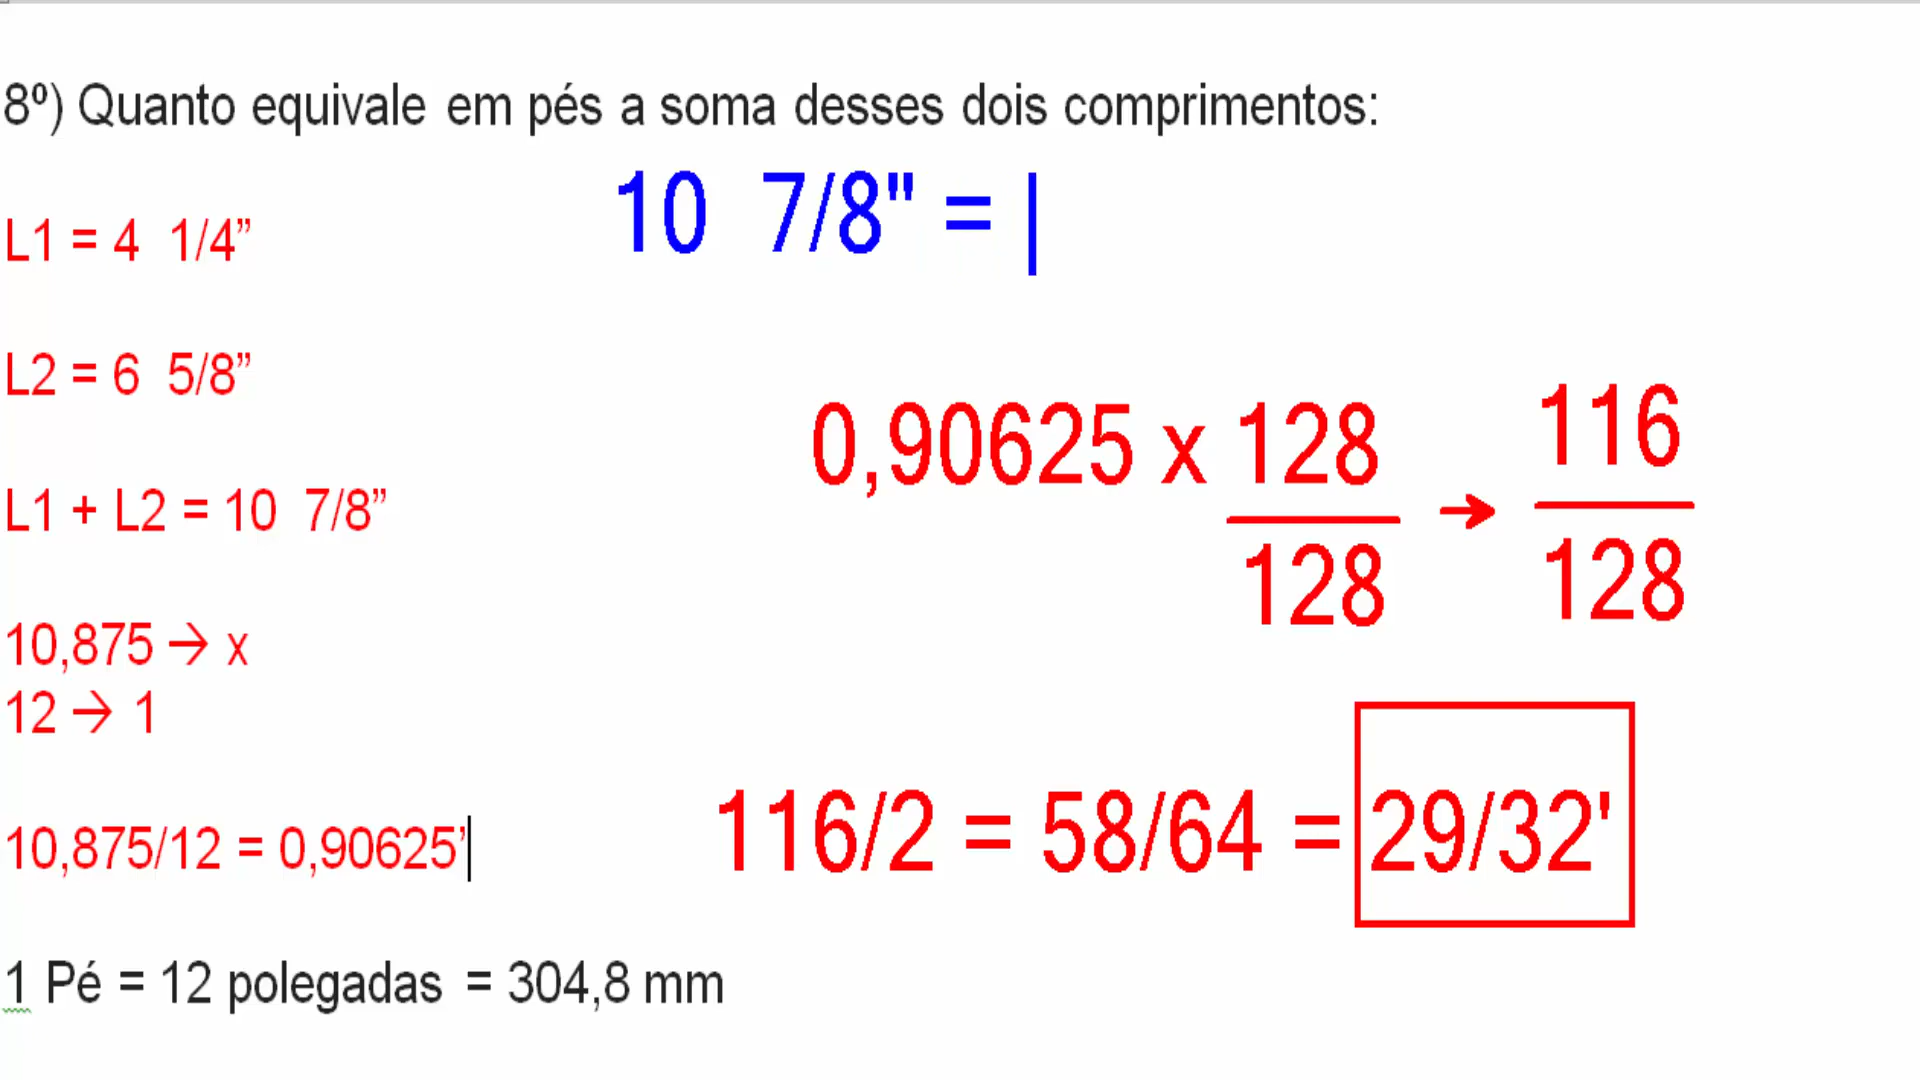 8º) Quanto equivale em pés a soma desses dois comprimentos:
10 7/8" = |
L1 = 4 1/4”
L2 = 6 5/8”
L1 + L2 = 10 7/8”
10,875 → x
12 → 1
10,875/12 = 0,90625’
0,90625 x 128
128
→
116
128
116/2 = 58/64 = 29/32'
1 Pé = 12 polegadas = 304,8 mm